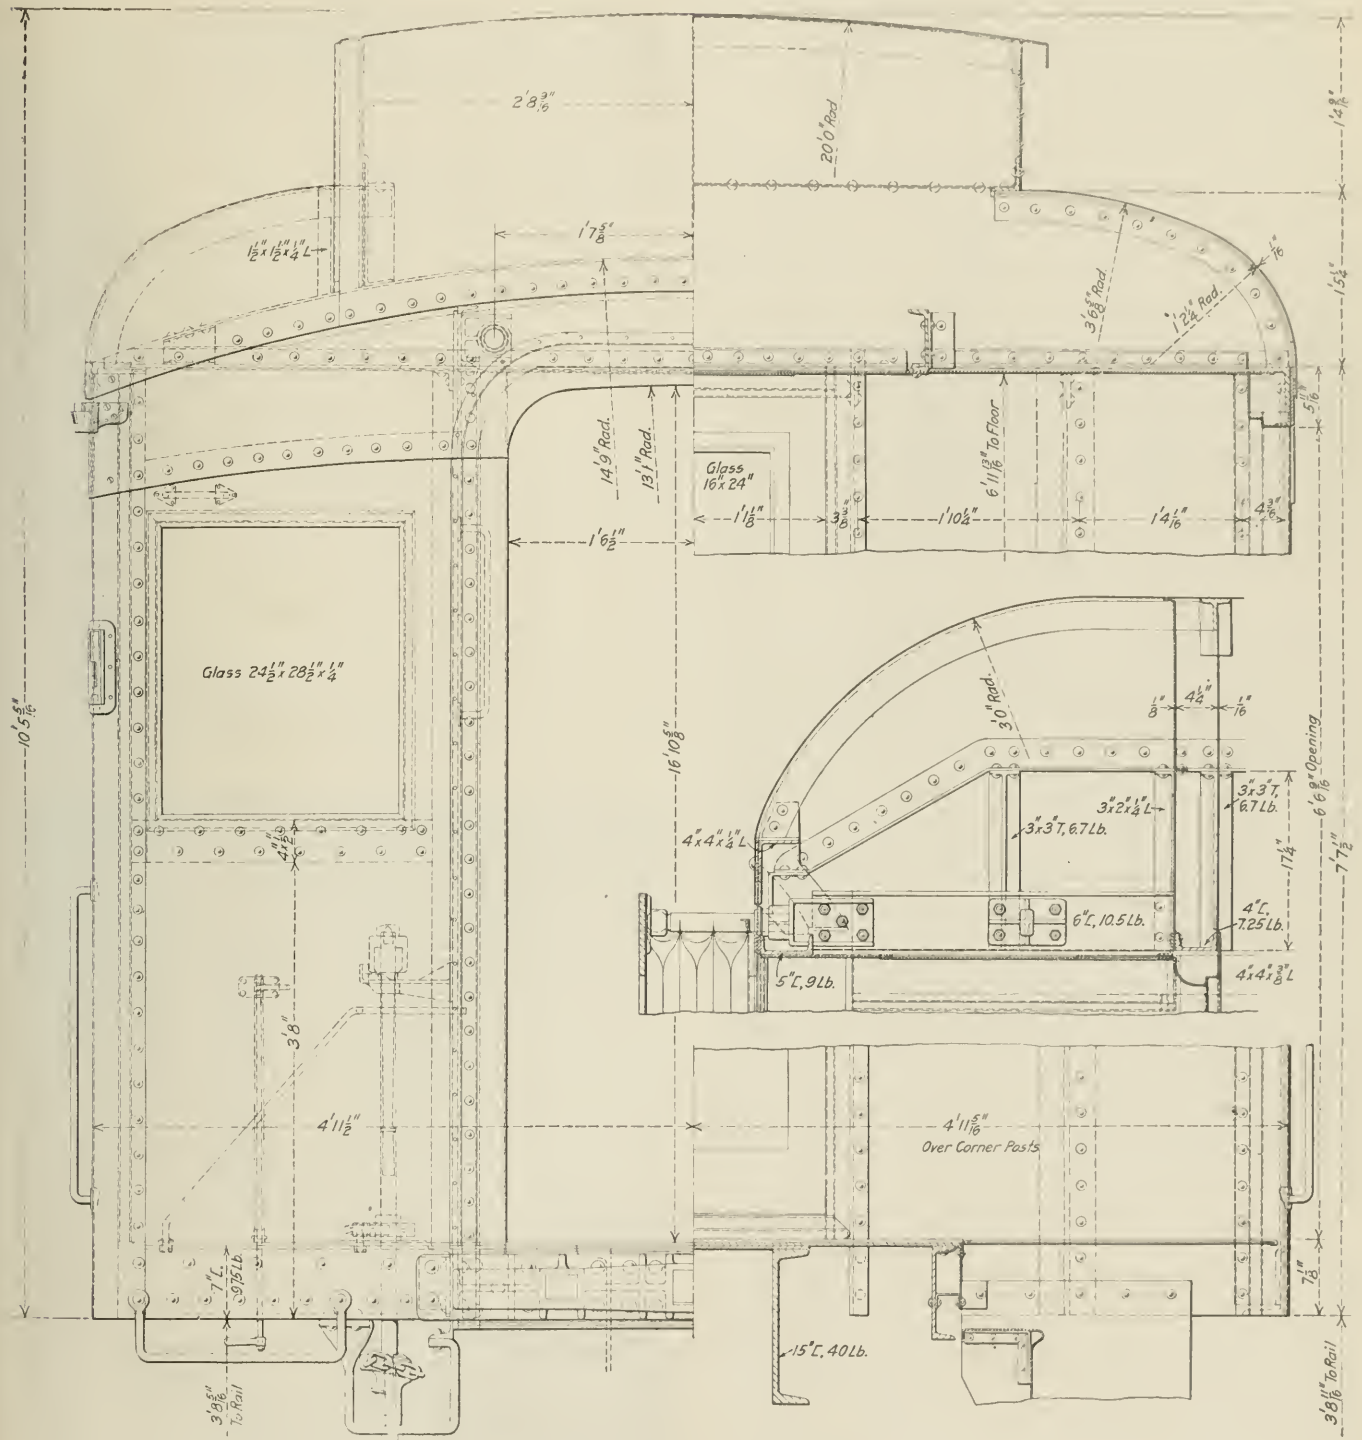 2'8 3/16"
20'0" Rad.
1'4 9/16"
1 1/2"x1 1/2"x1/4"L
1'7 5/8"
3'6 5/8" Rad.
1'2 1/4" Rad.
1/16"
1'5 1/4"
14'9" Rad.
13'1" Rad.
Glass
16"x24"
6'11 13/16" To Floor
5 11/16"
1'1 1/8"
3 3/8"
1'10 1/4"
1'4 1/16"
4 3/16"
1'6 1/2"
Glass 24 1/2"x28 1/2"x1/4"
10'5 5/16"
16'10 5/8"
3'0" Rad.
1/8"
4 1/4"
1/16"
6'6 9/16" Opening
7'7 1/2"
4 1/2"
4"x4"x1/4"L
3"x3"T, 6.7 Lb.
3"x2"x1/4"L
3"x3"T,
6.7 Lb.
17 1/4"
6"[, 10.5 Lb.
4"[,
7.25 Lb.
5"[, 9 Lb.
4"x4"x3/8"L
3'8"
4'11 1/2"
4'11 5/16"
Over Corner Posts
7"[,
9.75 Lb.
7 1/8"
15"[, 40 Lb.
3'8 5/16"
To Rail
3'8 11/16" To Rail